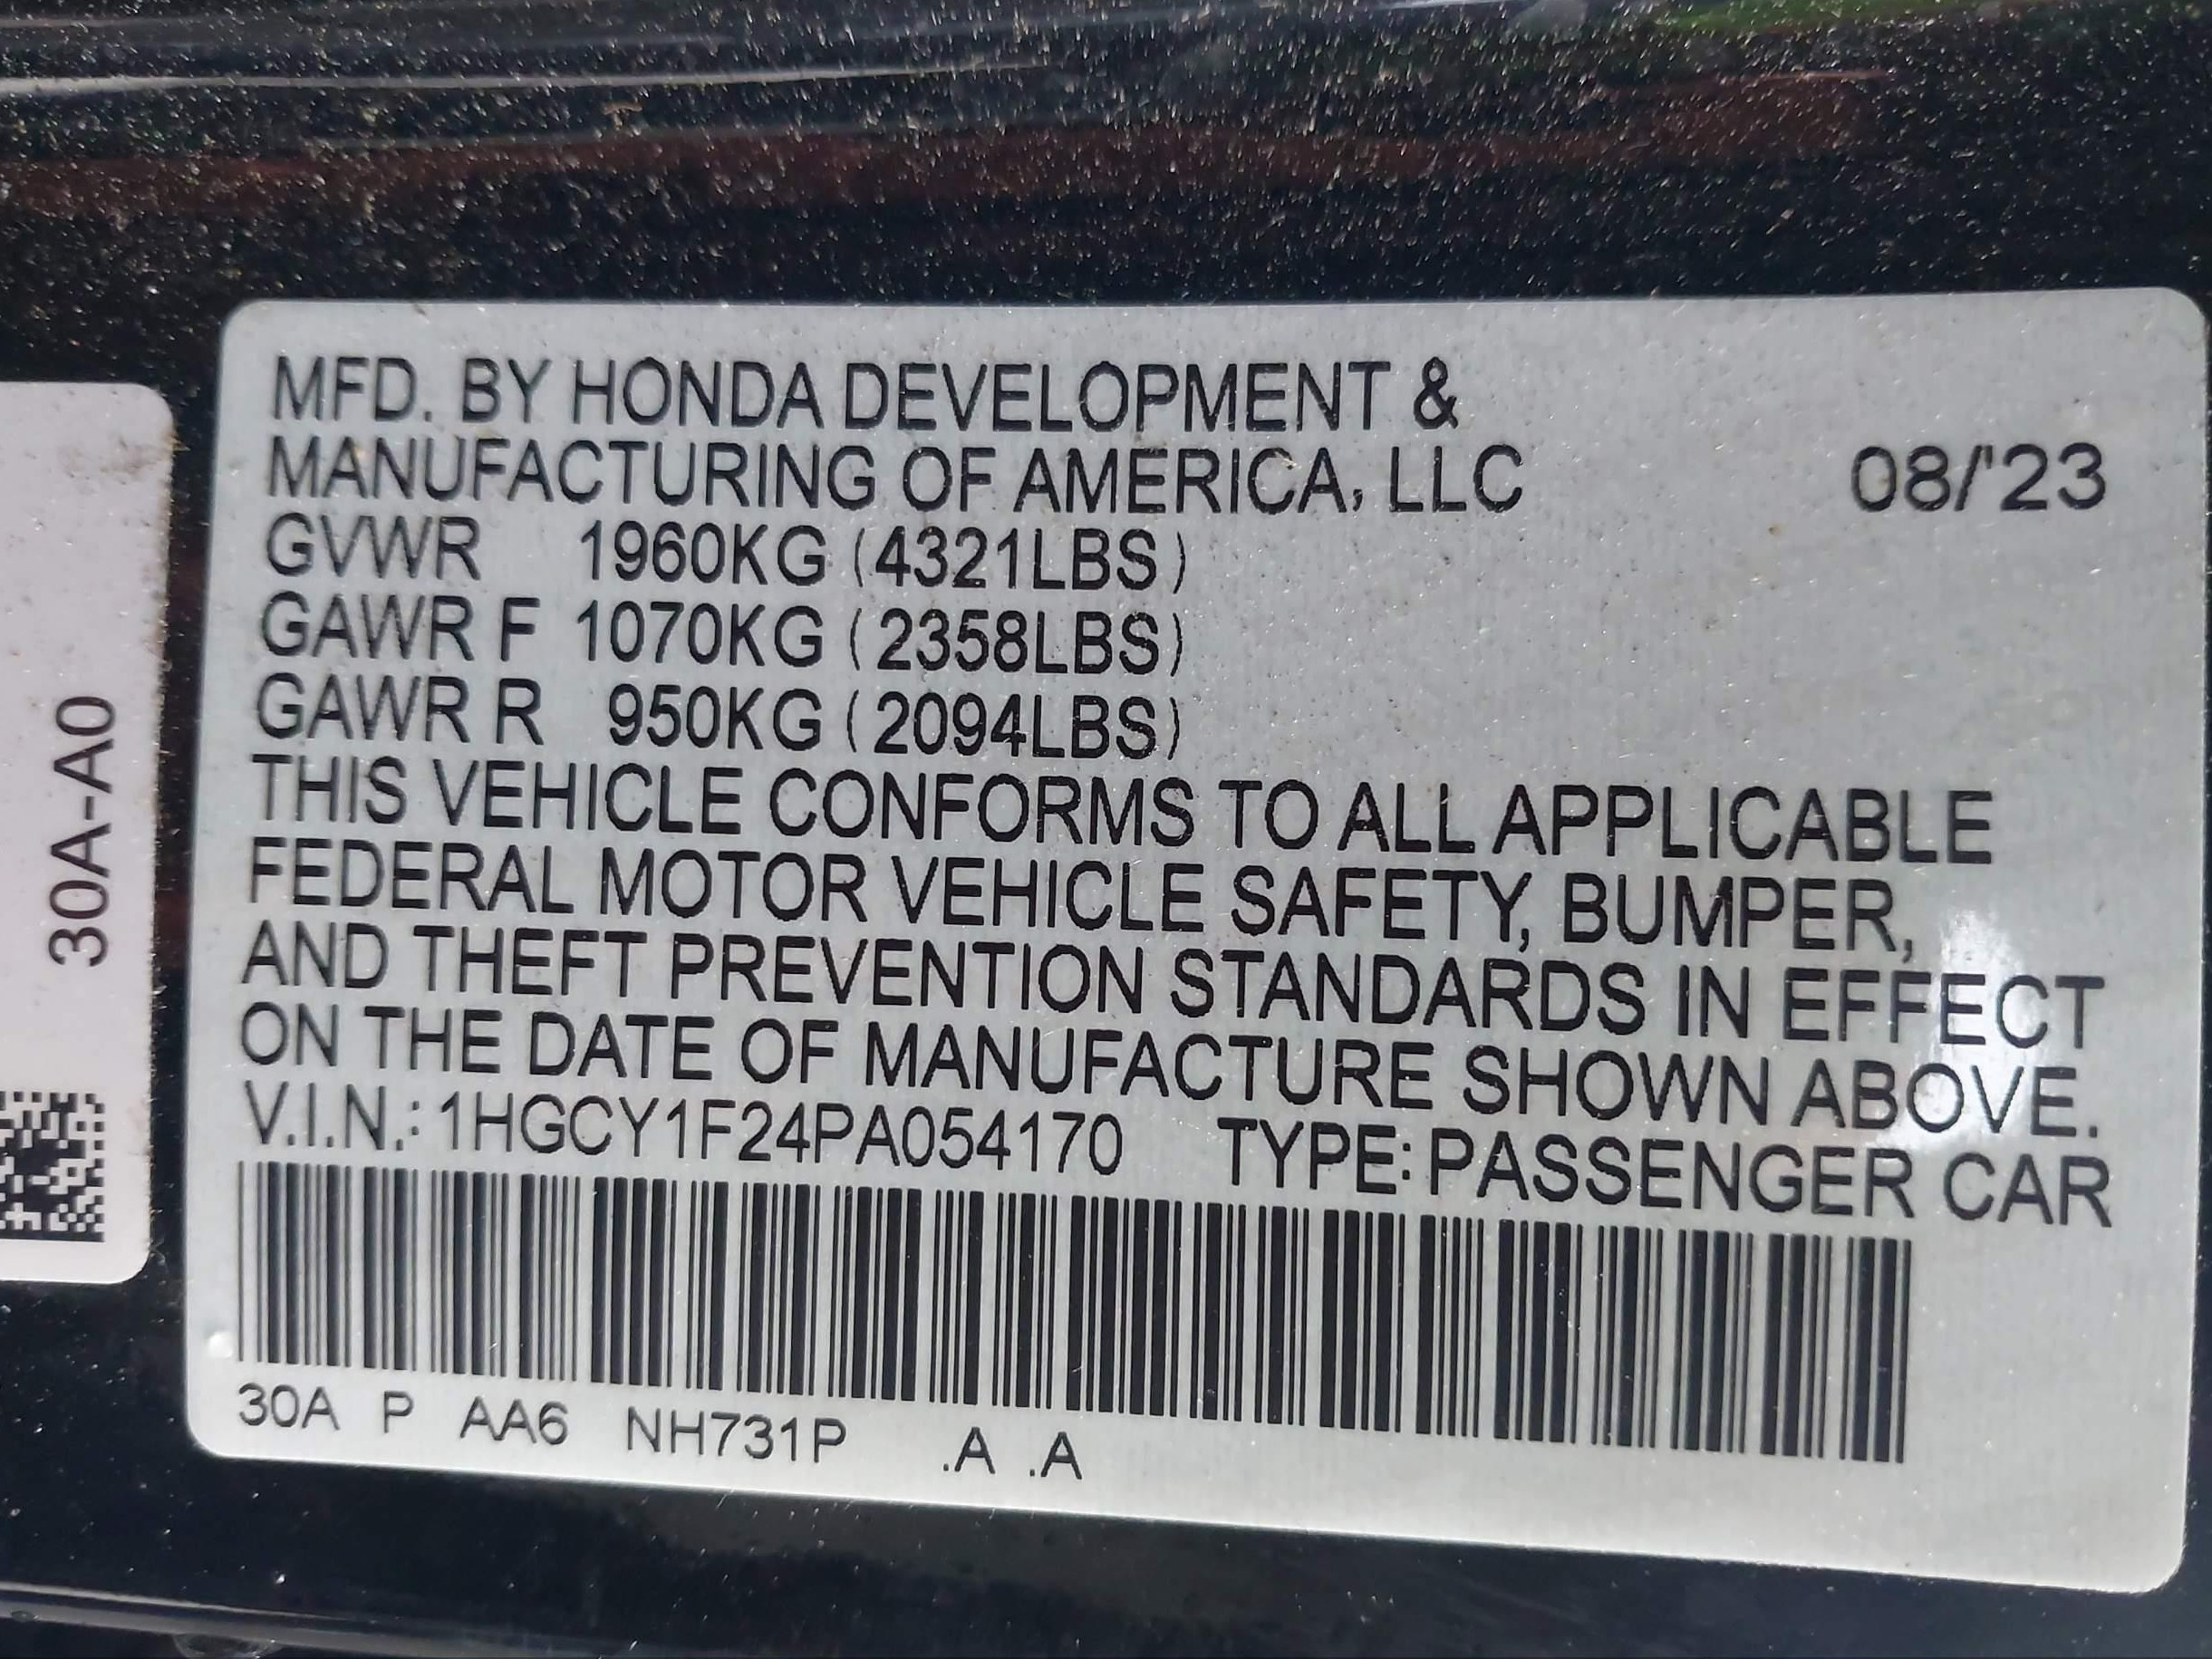 MFD. BY HONDA DEVELOPMENT &
MANUFACTURING OF AMERICA, LLC 08/'23
GVWR 1960KG (4321LBS)
GAWR F 1070KG (2358LBS)
GAWR R 950KG (2094LBS)
THIS VEHICLE CONFORMS TO ALL APPLICABLE
FEDERAL MOTOR VEHICLE SAFETY, BUMPER,
AND THEFT PREVENTION STANDARDS IN EFFECT
ON THE DATE OF MANUFACTURE SHOWN ABOVE.
V.I.N.: 1HGCY1F24PA054170 TYPE: PASSENGER CAR
30A P AA6 NH731P .A .A
30A-A0